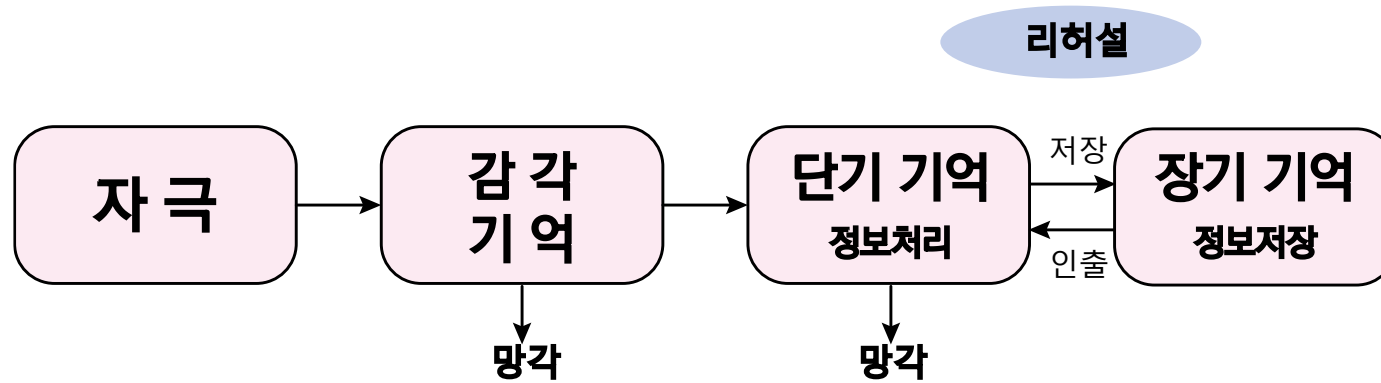 리허설
자 극
감 각
기 억
단기 기억
정보처리
저장
인출
장기 기억
정보저장
망각
망각